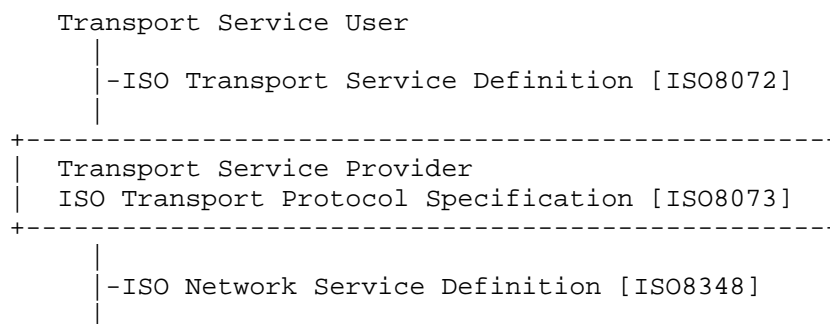 Transport Service User
|
|-ISO Transport Service Definition [ISO8072]
|
+---------------------------------------------------
| Transport Service Provider
| ISO Transport Protocol Specification [ISO8073]
+---------------------------------------------------
|
|-ISO Network Service Definition [ISO8348]
|